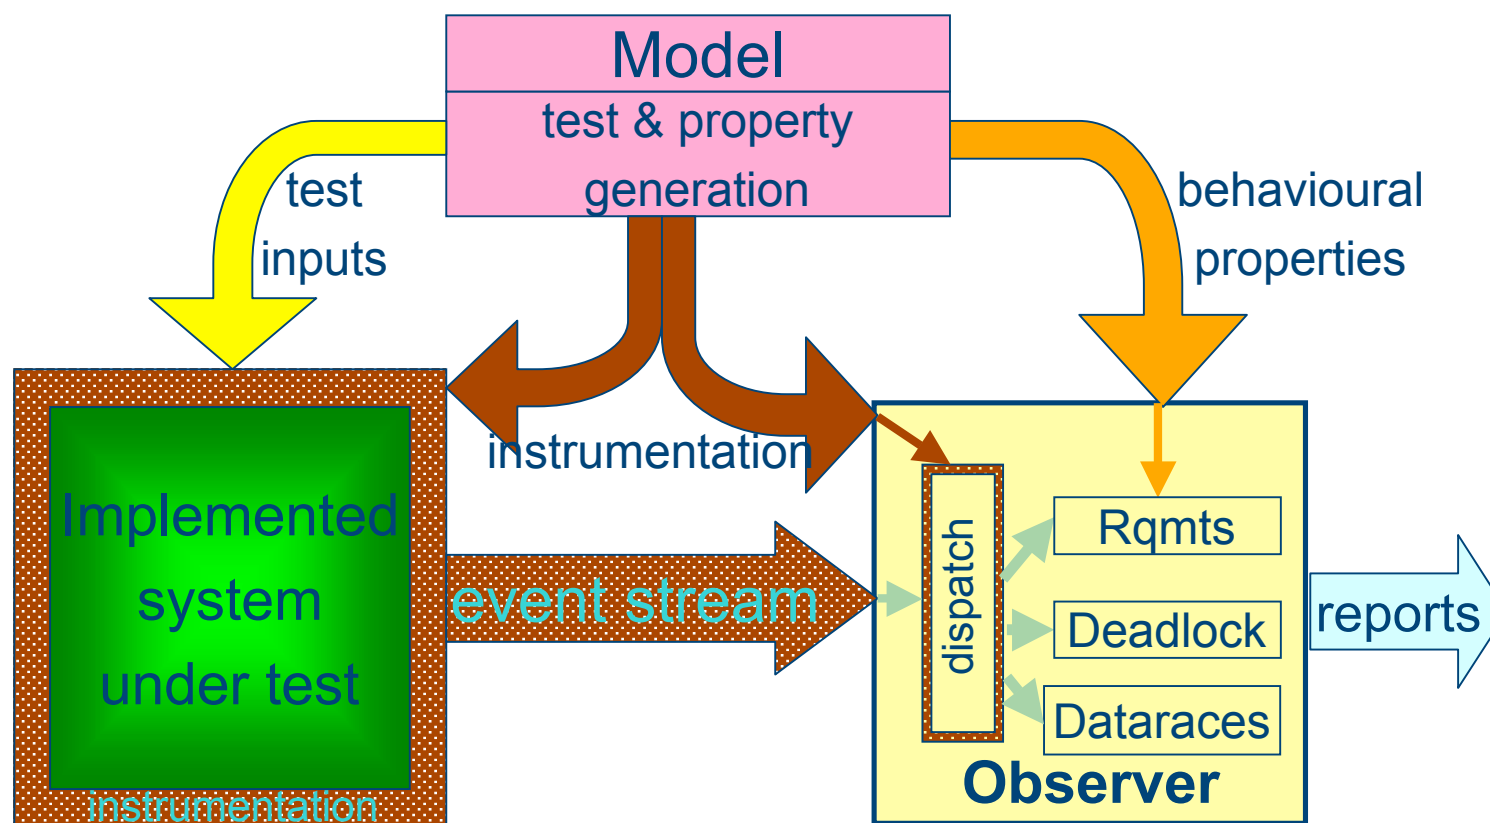 Model
test & property
generation
test
inputs
behavioural
properties
instrumentation
Implemented
system
under test
instrumentation
event stream
dispatch
Rqmts
Deadlock
Dataraces
Observer
reports